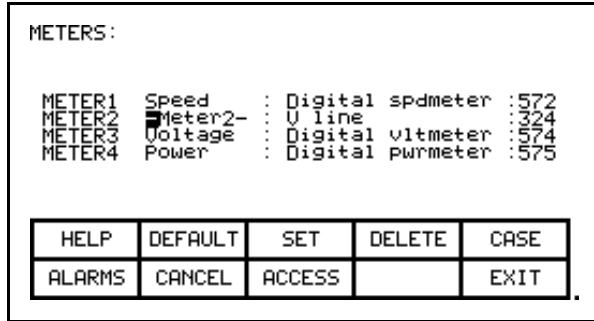 METERS:
METER1 Speed : Digital spdmeter :572
METER2 -Meter2- : V line :324
METER3 Voltage : Digital vltmeter :574
METER4 Power : Digital pwrmeter :575
HELP DEFAULT SET DELETE CASE
ALARMS CANCEL ACCESS EXIT
.